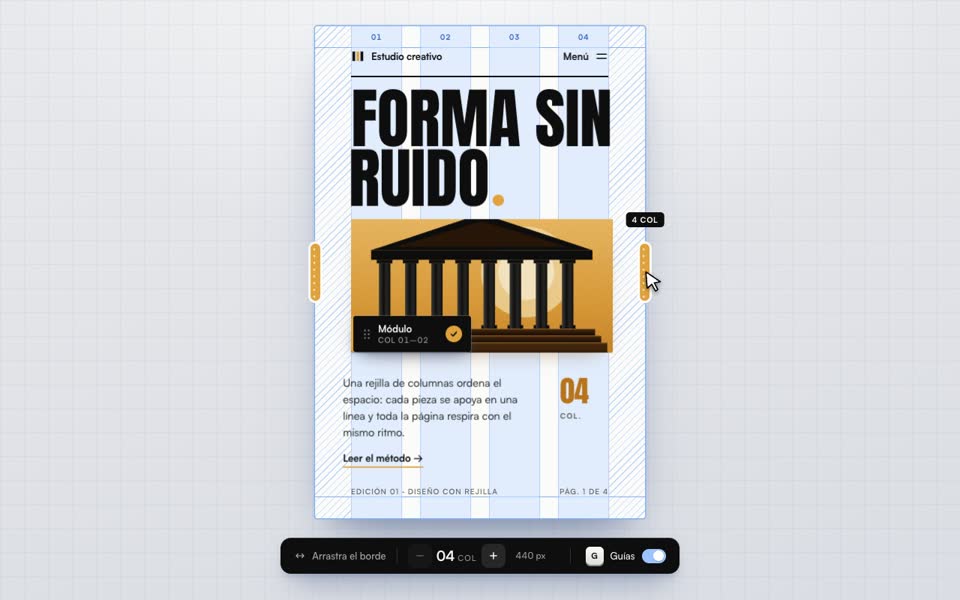 01 02 03 04
Estudio creativo
Menú
FORMA SIN
RUIDO.
4 COL
Módulo
COL 01—02
Una rejilla de columnas ordena el
espacio: cada pieza se apoya en una
línea y toda la página respira con el
mismo ritmo.
04
COL.
Leer el método →
EDICIÓN 01 - DISEÑO CON REJILLA
PÁG. 1 DE 4
↔ Arrastra el borde
− 04 COL +
440 px
G Guías